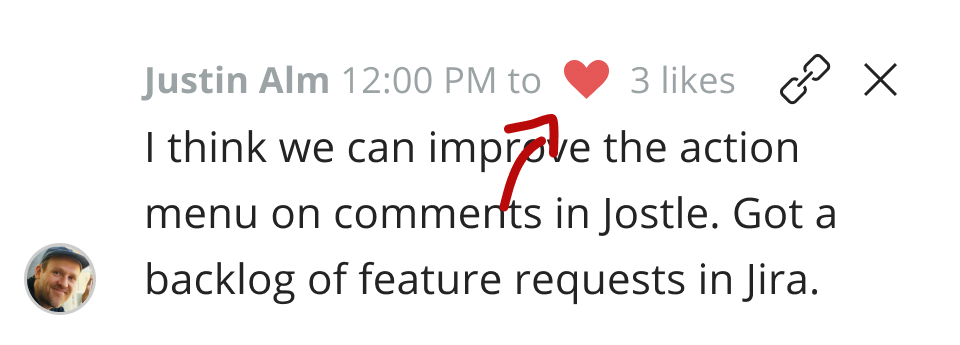 Justin Alm 12:00 PM to 3 likes
I think we can improve the action
menu on comments in Jostle. Got a
backlog of feature requests in Jira.